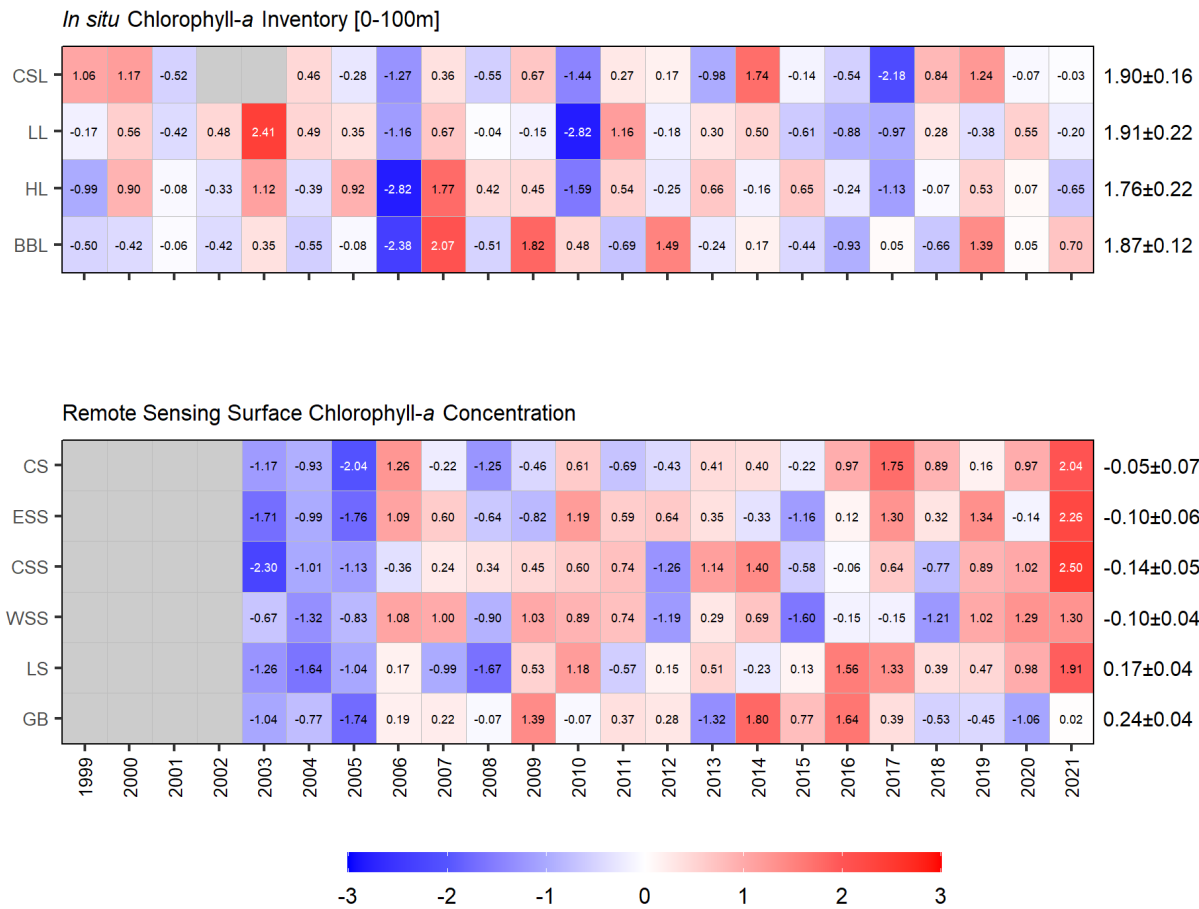 In situ Chlorophyll-a Inventory [0-100m]
CSL 1.06 1.17 -0.52 0.46 -0.28 -1.27 0.36 -0.55 0.67 -1.44 0.27 0.17 -0.98 1.74 -0.14 -0.54 -2.18 0.84 1.24 -0.07 -0.03 1.90±0.16
LL -0.17 0.56 -0.42 0.48 2.41 0.49 0.35 -1.16 0.67 -0.04 -0.15 -2.82 1.16 -0.18 0.30 0.50 -0.61 -0.88 -0.97 0.28 -0.38 0.55 -0.20 1.91±0.22
HL -0.99 0.90 -0.08 -0.33 1.12 -0.39 0.92 -2.82 1.77 0.42 0.45 -1.59 0.54 -0.25 0.66 -0.16 0.65 -0.24 -1.13 -0.07 0.53 0.07 -0.65 1.76±0.22
BBL -0.50 -0.42 -0.06 -0.42 0.35 -0.55 -0.08 -2.38 2.07 -0.51 1.82 0.48 -0.69 1.49 -0.24 0.17 -0.44 -0.93 0.05 -0.66 1.39 0.05 0.70 1.87±0.12
Remote Sensing Surface Chlorophyll-a Concentration
CS -1.17 -0.93 -2.04 1.26 -0.22 -1.25 -0.46 0.61 -0.69 -0.43 0.41 0.40 -0.22 0.97 1.75 0.89 0.16 0.97 2.04 -0.05±0.07
ESS -1.71 -0.99 -1.76 1.09 0.60 -0.64 -0.82 1.19 0.59 0.64 0.35 -0.33 -1.16 0.12 1.30 0.32 1.34 -0.14 2.26 -0.10±0.06
CSS -2.30 -1.01 -1.13 -0.36 0.24 0.34 0.45 0.60 0.74 -1.26 1.14 1.40 -0.58 -0.06 0.64 -0.77 0.89 1.02 2.50 -0.14±0.05
WSS -0.67 -1.32 -0.83 1.08 1.00 -0.90 1.03 0.89 0.74 -1.19 0.29 0.69 -1.60 -0.15 -0.15 -1.21 1.02 1.29 1.30 -0.10±0.04
LS -1.26 -1.64 -1.04 0.17 -0.99 -1.67 0.53 1.18 -0.57 0.15 0.51 -0.23 0.13 1.56 1.33 0.39 0.47 0.98 1.91 0.17±0.04
GB -1.04 -0.77 -1.74 0.19 0.22 -0.07 1.39 -0.07 0.37 0.28 -1.32 1.80 0.77 1.64 0.39 -0.53 -0.45 -1.06 0.02 0.24±0.04
1999 2000 2001 2002 2003 2004 2005 2006 2007 2008 2009 2010 2011 2012 2013 2014 2015 2016 2017 2018 2019 2020 2021
-3 -2 -1 0 1 2 3